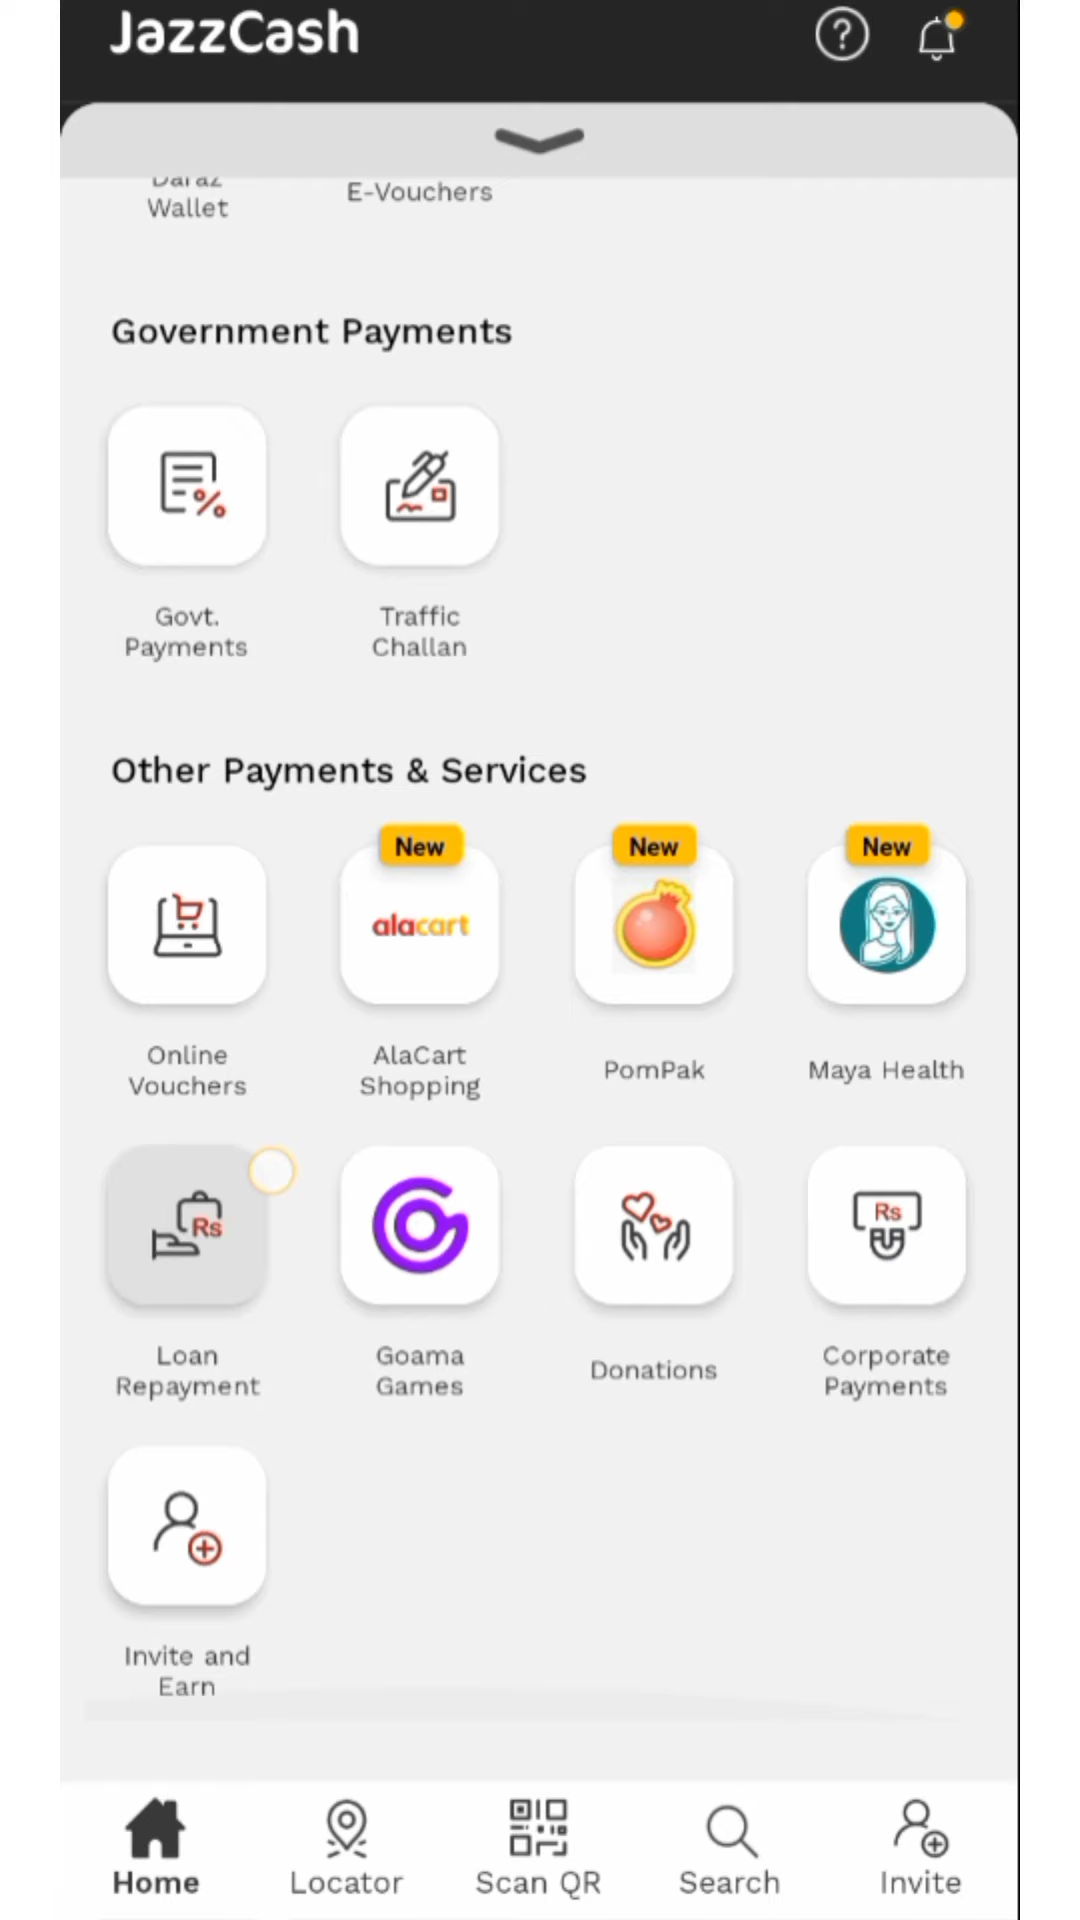 JazzCash
Daraz
Wallet
E-Vouchers
Government Payments
Govt.
Payments
Traffic
Challan
Other Payments & Services
New
New
New
alacart
Online
Vouchers
AlaCart
Shopping
PomPak
Maya Health
Rs
Rs
Loan
Repayment
Goama
Games
Donations
Corporate
Payments
Invite and
Earn
Home
Locator
Scan QR
Search
Invite